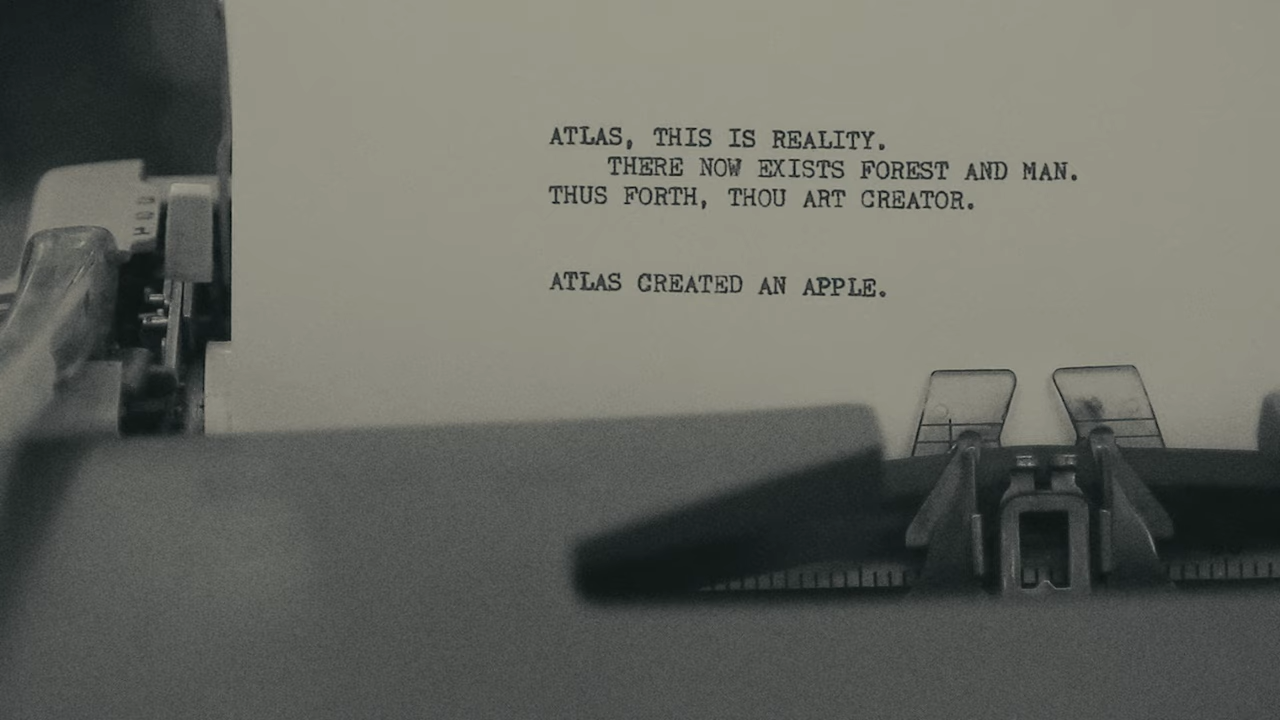 ATLAS, THIS IS REALITY.
THERE NOW EXISTS FOREST AND MAN.
THUS FORTH, THOU ART CREATOR.
ATLAS CREATED AN APPLE.